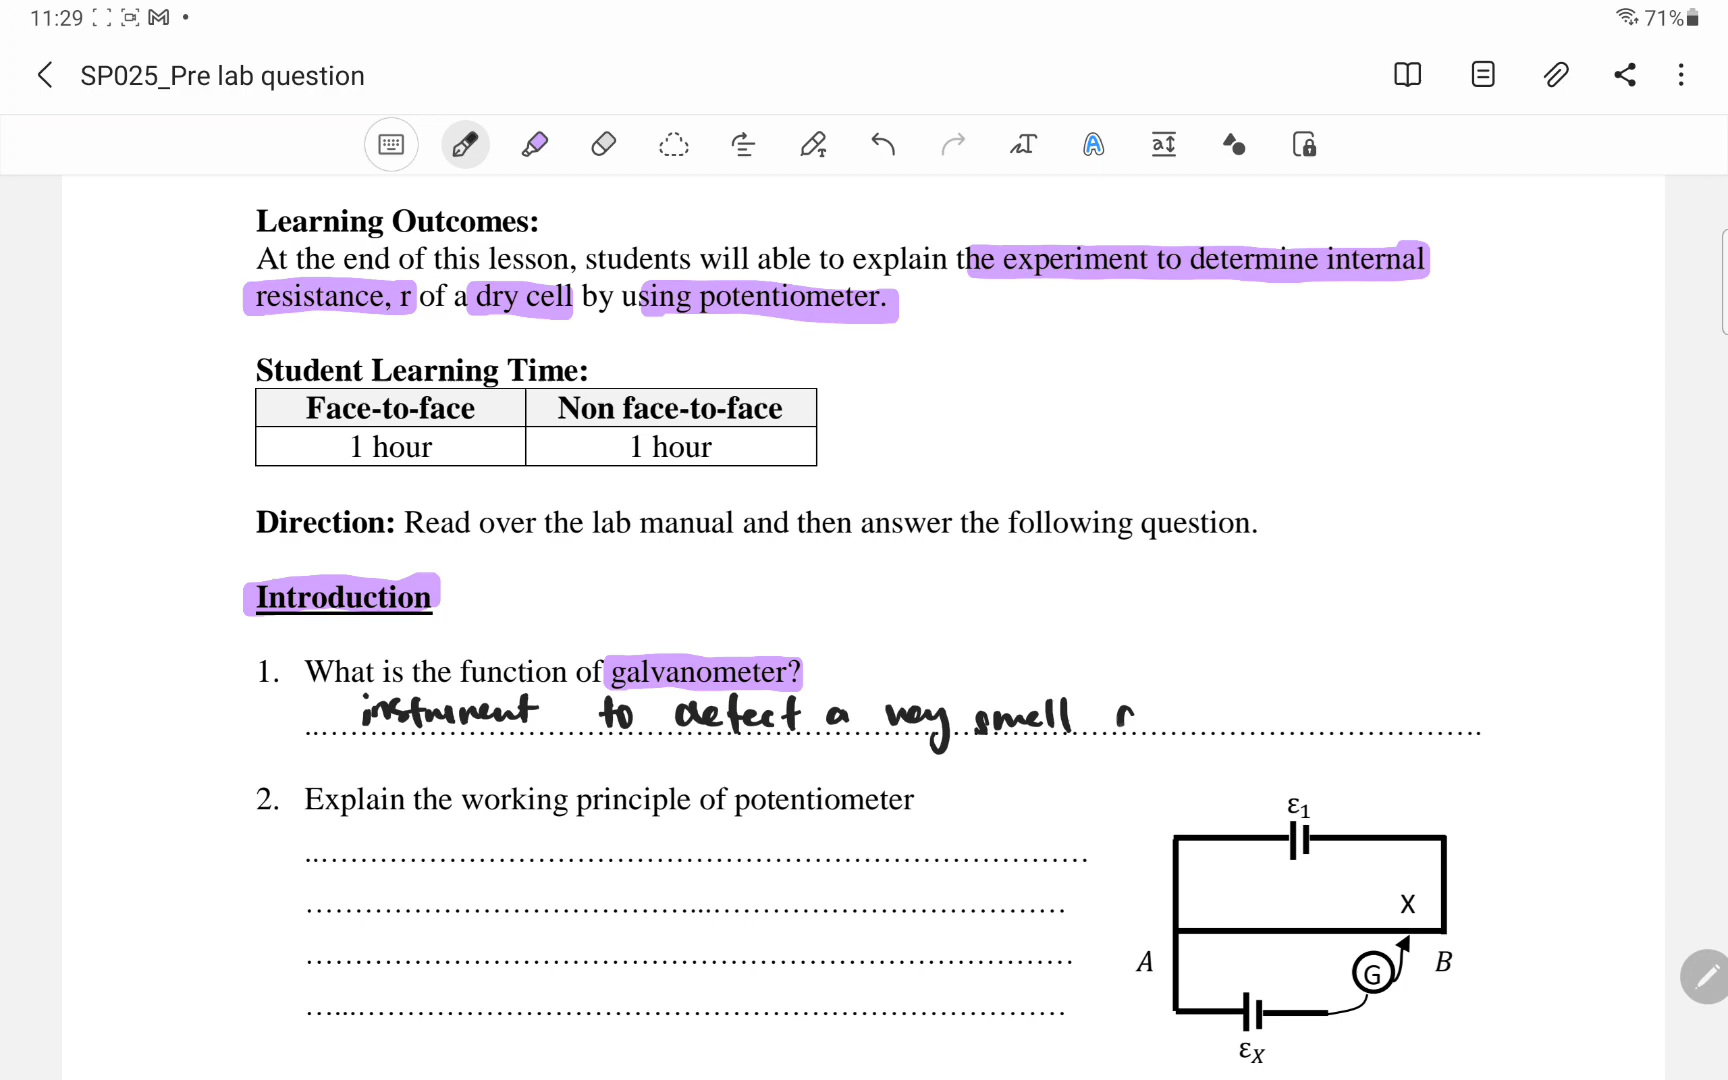 11:29
71%
SP025_Pre lab question
Learning Outcomes:
At the end of this lesson, students will able to explain the experiment to determine internal
resistance, r of a dry cell by using potentiometer.
Student Learning Time:
Face-to-face Non face-to-face
1 hour 1 hour
Direction: Read over the lab manual and then answer the following question.
Introduction
1. What is the function of galvanometer?
instrument to detect a very small
2. Explain the working principle of potentiometer
ε1
X
A G B
εX